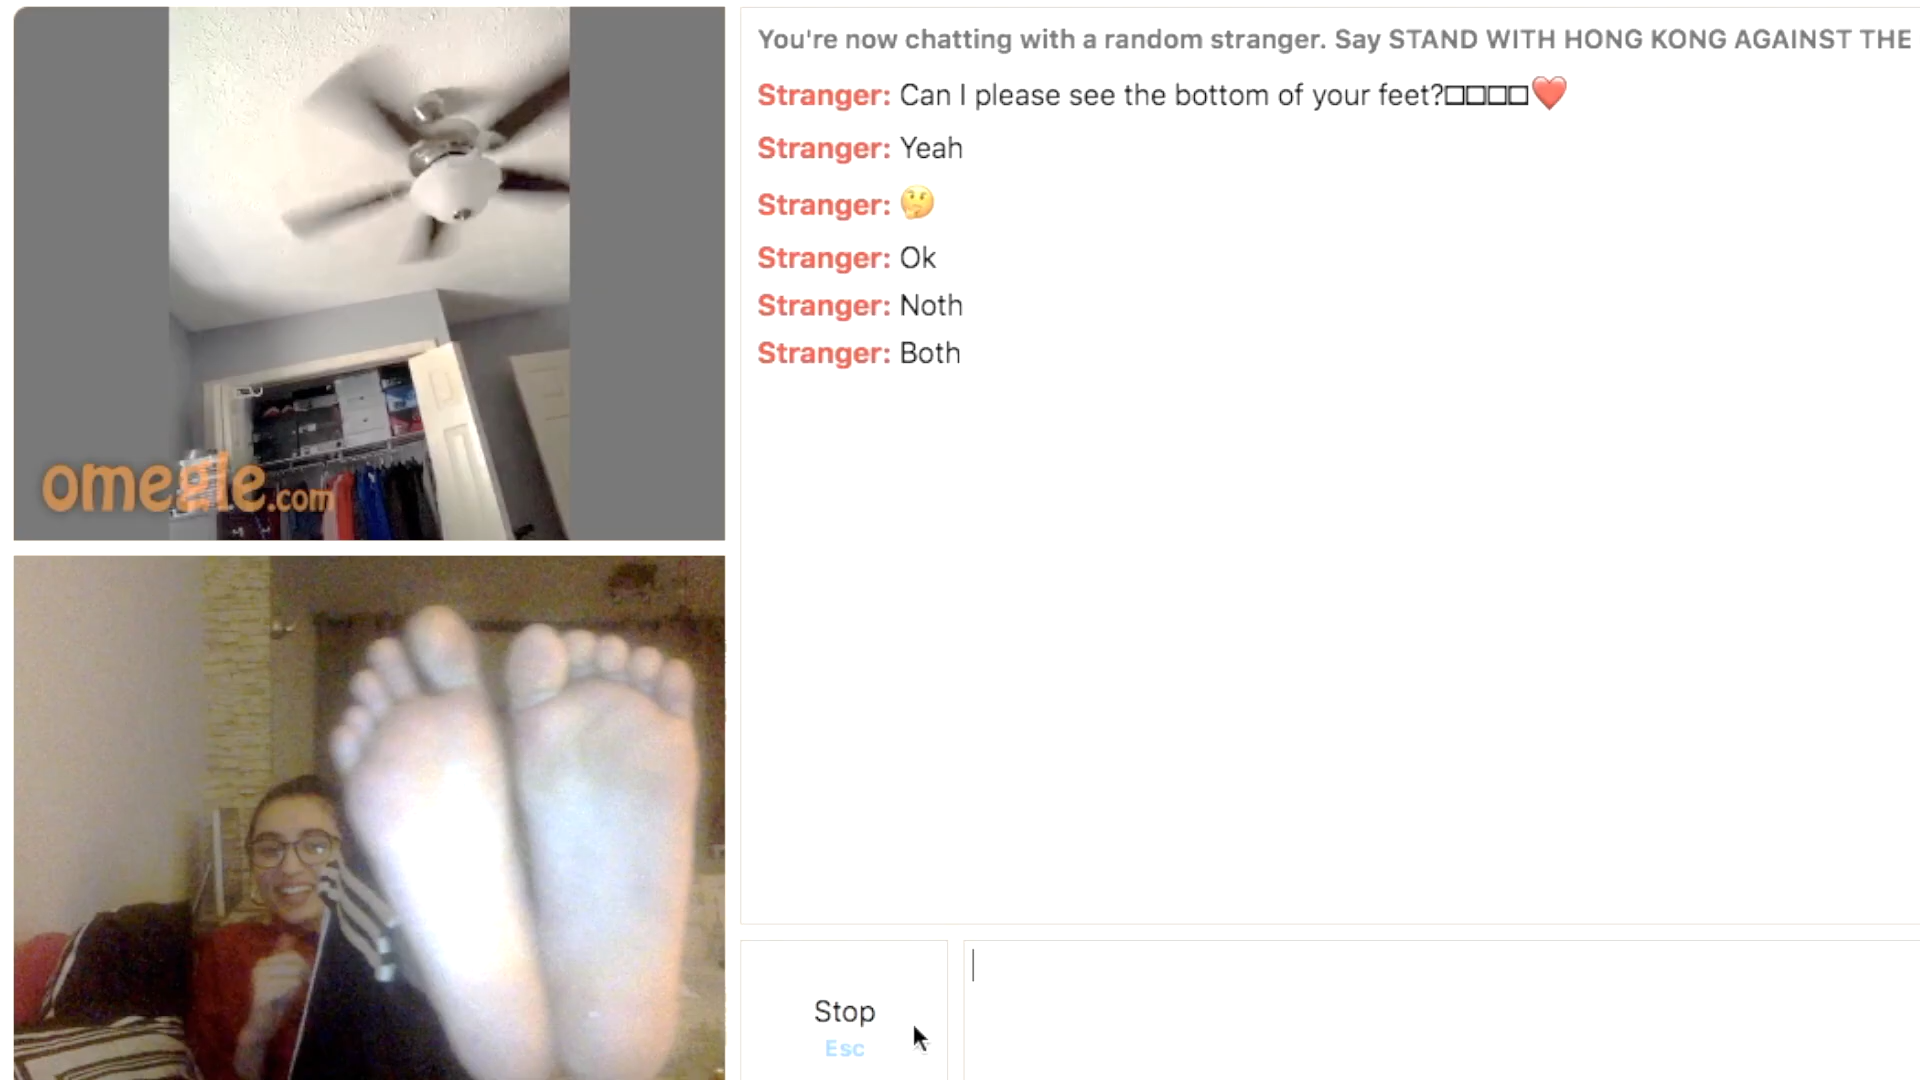 You're now chatting with a random stranger. Say STAND WITH HONG KONG AGAINST THE
Stranger: Can I please see the bottom of your feet?□□□□❤️
Stranger: Yeah
Stranger: 🤔
Stranger: Ok
Stranger: Noth
Stranger: Both
omegle.com
Stop
Esc